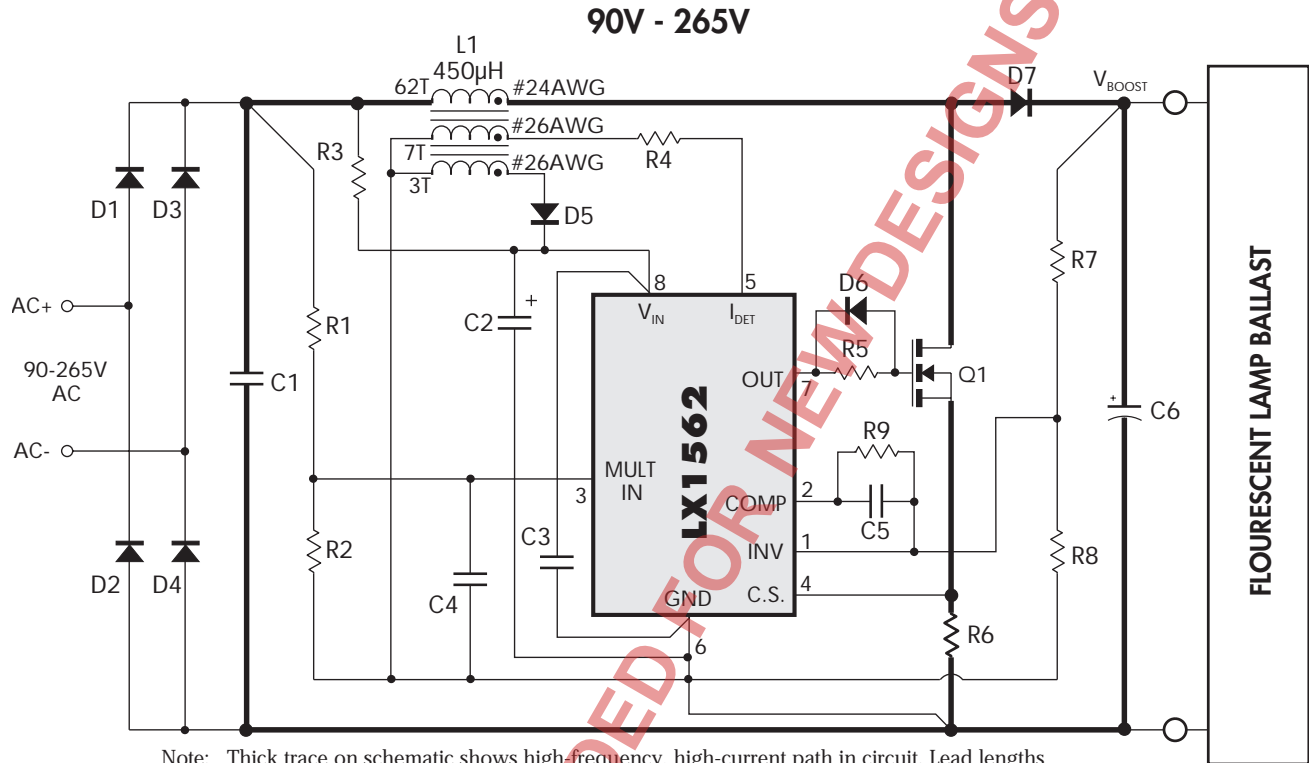 90V - 265V
L1
450µH
62T
#24AWG
#26AWG
7T
#26AWG
3T
R3
R4
D7
VBOOST
D1
D3
D5
AC+
90-265V
AC
AC-
R1
C1
C2
+
8
VIN
5
IDET
D6
R5
OUT
7
Q1
R7
+
C6
R9
LX1562
MULT
IN
3
COMP
2
C5
INV
1
C3
C.S.
4
GND
6
R2
C4
D2
D4
R8
R6
FLOURESCENT LAMP BALLAST
DED FOR NEW DESIGNS
Note: Thick trace on schematic shows high-frequency, high-current path in circuit. Lead lengths